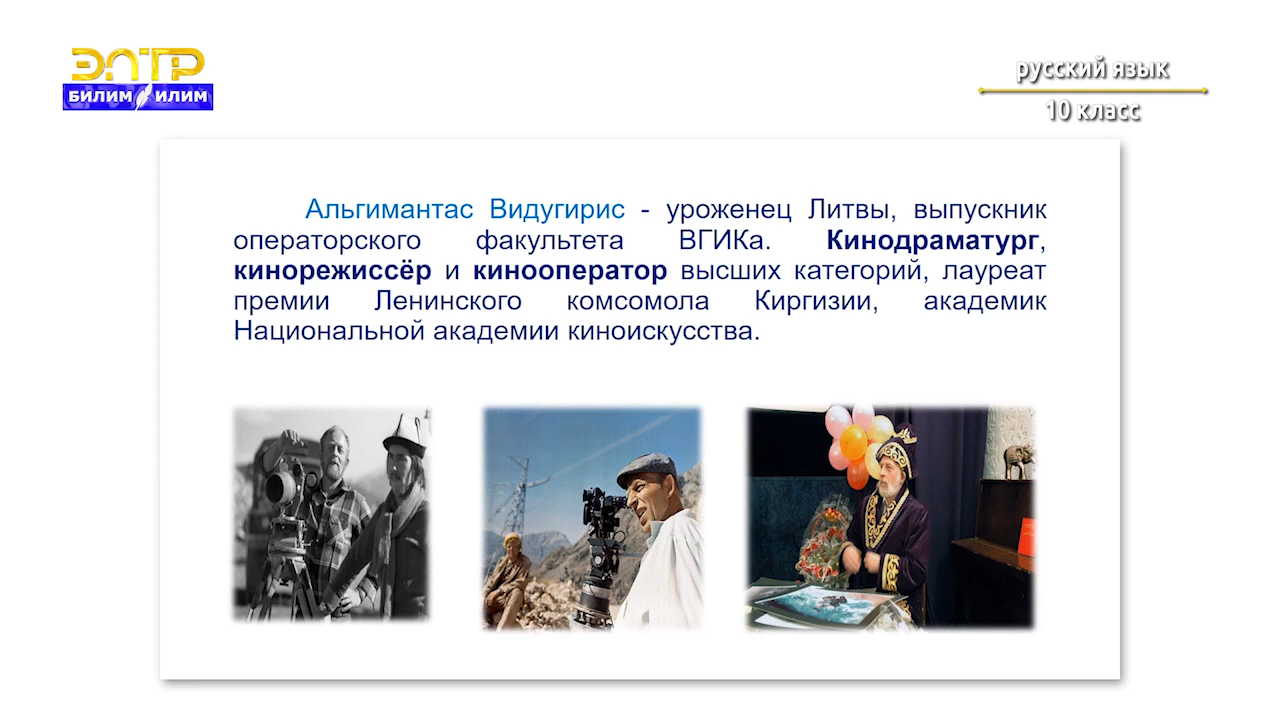 ЭЛТР
БИЛИМ ИЛИМ
русский язык
10 класс
Альгимантас Видугирис - уроженец Литвы, выпускник
операторского факультета ВГИКа. Кинодраматург,
кинорежиссёр и кинооператор высших категорий, лауреат
премии Ленинского комсомола Киргизии, академик
Национальной академии киноискусства.